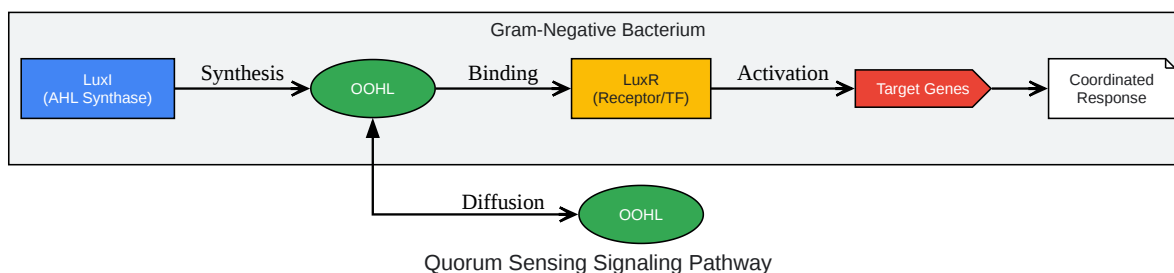 Gram-Negative Bacterium
LuxI
(AHL Synthase)
Synthesis
OOHL
Binding
LuxR
(Receptor/TF)
Activation
Target Genes
Coordinated
Response
Diffusion
OOHL
Quorum Sensing Signaling Pathway